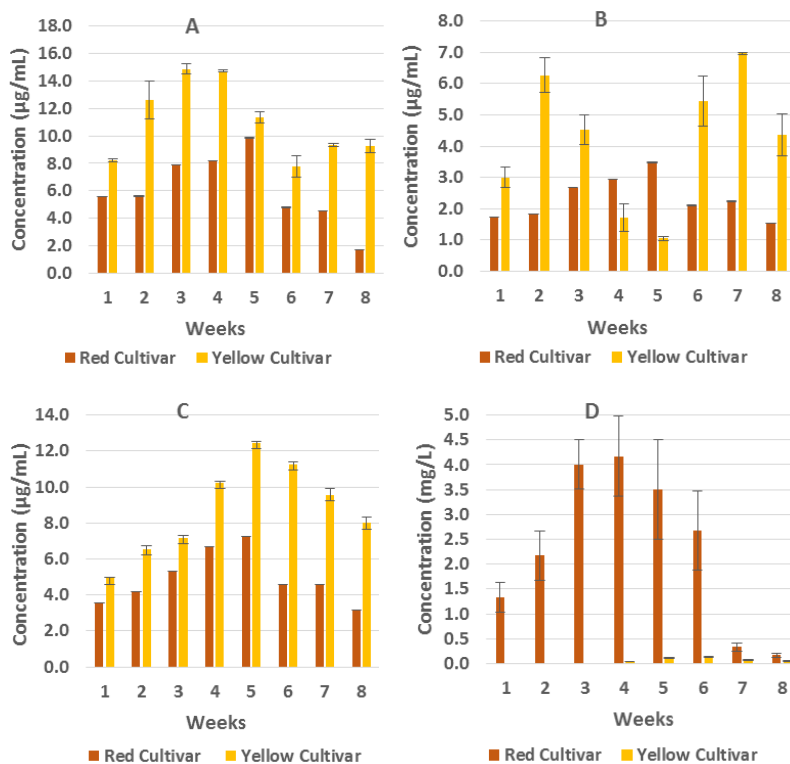 A
Concentration (µg/mL)
18.0
16.0
14.0
12.0
10.0
8.0
6.0
4.0
2.0
0.0
1 2 3 4 5 6 7 8
Weeks
Red Cultivar Yellow Cultivar
B
Concentration (µg/mL)
8.0
7.0
6.0
5.0
4.0
3.0
2.0
1.0
0.0
1 2 3 4 5 6 7 8
Weeks
Red Cultivar Yellow Cultivar
C
Concentration (µg/mL)
14.0
12.0
10.0
8.0
6.0
4.0
2.0
0.0
1 2 3 4 5 6 7 8
Weeks
Red Cultivar Yellow Cultivar
D
Concentration (mg/L)
5.0
4.5
4.0
3.5
3.0
2.5
2.0
1.5
1.0
0.5
0.0
1 2 3 4 5 6 7 8
Weeks
Red Cultivar Yellow Cultivar